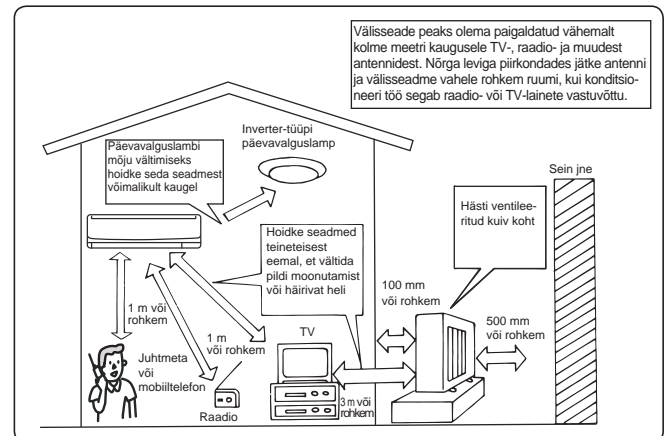 Välisseade peaks olema paigaldatud vähemalt
kolme meetri kaugusele TV-, raadio- ja muudest
antennidest. Nõrga leviga piirkondades jätke antenni
ja välisseadme vahele rohkem ruumi, kui konditsio-
neeri töö segab raadio- või TV-lainete vastuvõttu.
Inverter-tüüpi
päevavalguslamp
Päevavalguslambi
mõju vältimiseks
hoidke seda seadmest
võimalikult kaugel
Sein jne
Hästi ventilee-
ritud kuiv koht
Hoidke seadmed
teineteisest
eemal, et vältida
pildi moonutamist
või häirivat heli
100 mm
või rohkem
500 mm
või rohkem
1 m või
rohkem
1 m
või rohkem
TV
Juhtmeta
või
mobiiltelefon
Raadio
3 m või
rohkem